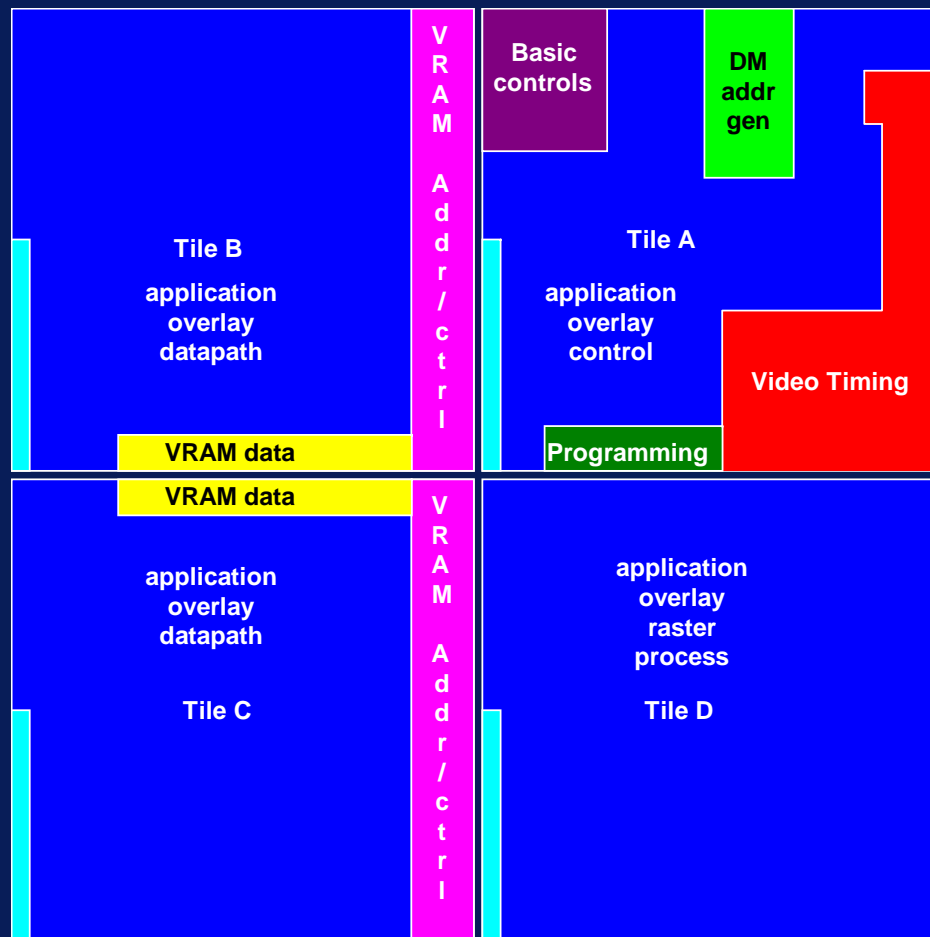 VRAM Addr/ctrl
Tile B
application
overlay
datapath
VRAM data
Basic
controls
DM
addr
gen
Tile A
application
overlay
control
Video Timing
Programming
VRAM data
VRAM Addr/ctrl
application
overlay
datapath
Tile C
application
overlay
raster
process
Tile D